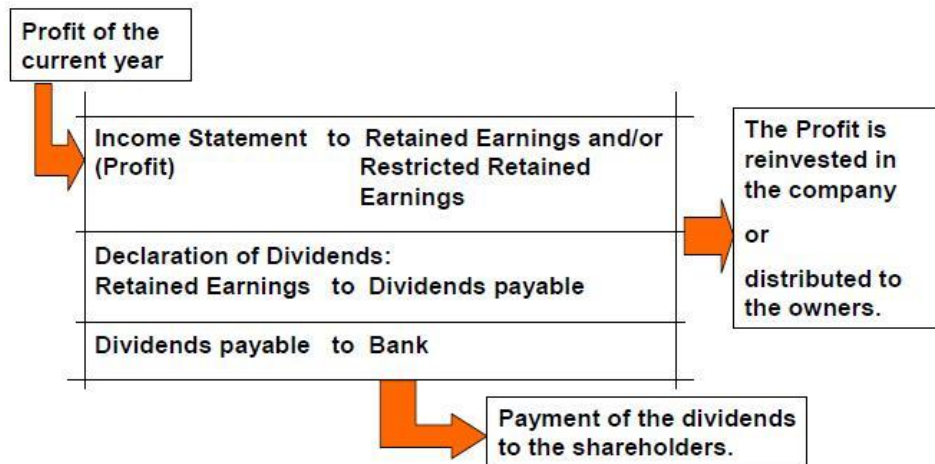 Profit of the
current year
Income Statement to Retained Earnings and/or
(Profit) Restricted Retained
Earnings
Declaration of Dividends:
Retained Earnings to Dividends payable
Dividends payable to Bank
The Profit is
reinvested in
the company
or
distributed to
the owners.
Payment of the dividends
to the shareholders.